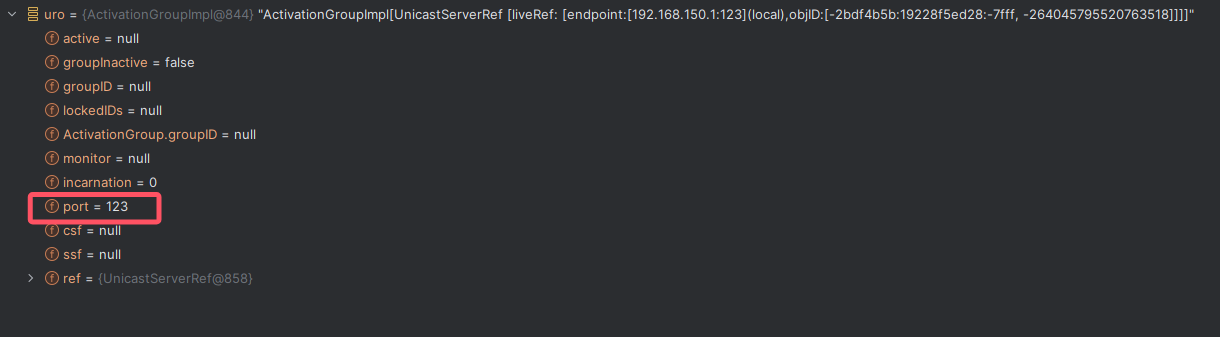 uro = {ActivationGroupImpl@844} "ActivationGroupImpl[UnicastServerRef [liveRef: [endpoint:[192.168.150.1:123](local),objID:[-2bdf4b5b:19228f5ed28:-7fff, -264045795520763518]]]]"
f active = null
f groupInactive = false
f groupID = null
f lockedIDs = null
f ActivationGroup.groupID = null
f monitor = null
f incarnation = 0
f port = 123
f csf = null
f ssf = null
f ref = {UnicastServerRef@858}